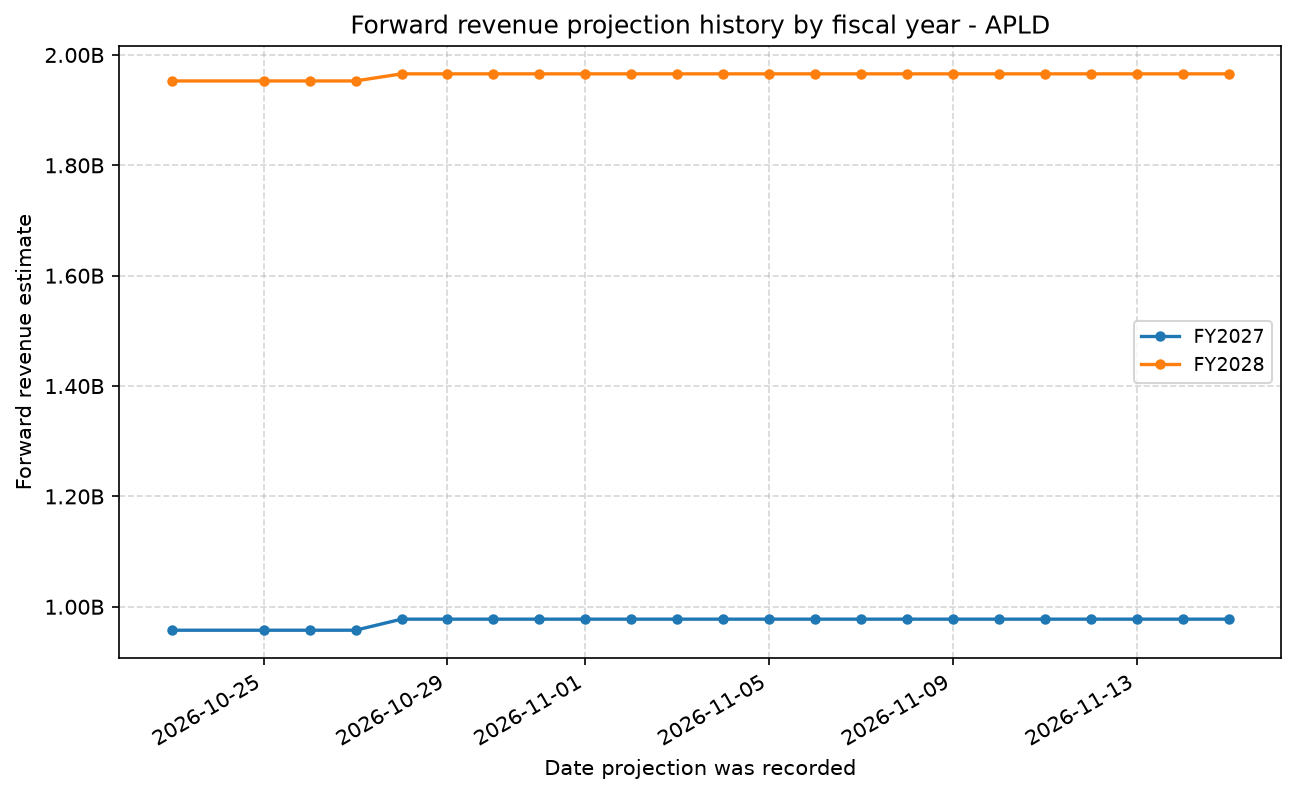 Forward revenue projection history by fiscal year - APLD
Forward revenue estimate
2.00B
1.80B
1.60B
1.40B
1.20B
1.00B
FY2027
FY2028
2026-10-25
2026-10-29
2026-11-01
2026-11-05
2026-11-09
2026-11-13
Date projection was recorded